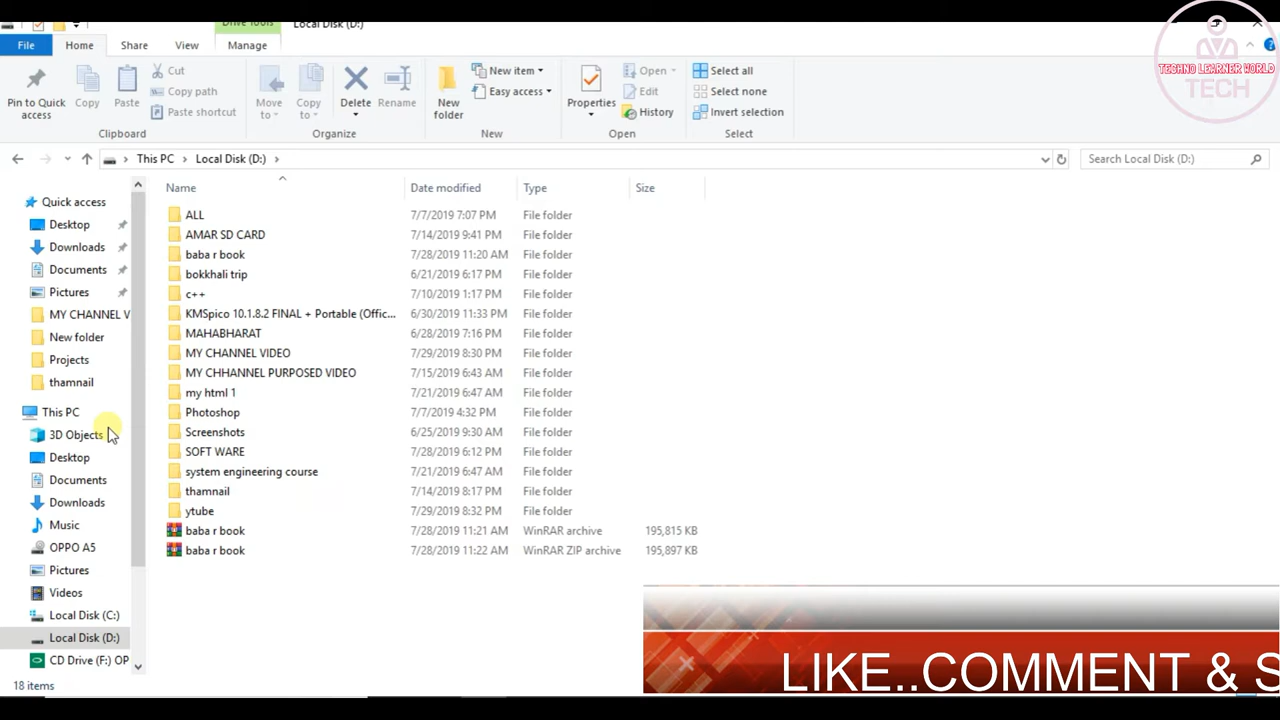 Drive Tools Local Disk (D:)
File Home Share View Manage
Pin to Quick access
Copy
Paste
Cut
Copy path
Paste shortcut
Clipboard
Move to
Copy to
Delete
Rename
Organize
New folder
New item
Easy access
New
Properties
Open
Edit
History
Open
Select all
Select none
Invert selection
Select
TECHNO LEARNER WORLD
TECH
This PC Local Disk (D:)
Search Local Disk (D:)
Quick access
Desktop
Downloads
Documents
Pictures
MY CHANNEL V
New folder
Projects
thamnail
This PC
3D Objects
Desktop
Documents
Downloads
Music
OPPO A5
Pictures
Videos
Local Disk (C:)
Local Disk (D:)
CD Drive (F:) OP
Name Date modified Type Size
ALL 7/7/2019 7:07 PM File folder
AMAR SD CARD 7/14/2019 9:41 PM File folder
baba r book 7/28/2019 11:20 AM File folder
bokkhali trip 6/21/2019 6:17 PM File folder
c++ 7/10/2019 1:17 PM File folder
KMSpico 10.1.8.2 FINAL + Portable (Offic... 6/30/2019 11:33 PM File folder
MAHABHARAT 6/28/2019 7:16 PM File folder
MY CHANNEL VIDEO 7/29/2019 8:30 PM File folder
MY CHHANNEL PURPOSED VIDEO 7/15/2019 6:43 AM File folder
my html 1 7/21/2019 6:47 AM File folder
Photoshop 7/7/2019 4:32 PM File folder
Screenshots 6/25/2019 9:30 AM File folder
SOFT WARE 7/28/2019 6:12 PM File folder
system engineering course 7/21/2019 6:47 AM File folder
thamnail 7/14/2019 8:17 PM File folder
ytube 7/29/2019 8:32 PM File folder
baba r book 7/28/2019 11:21 AM WinRAR archive 195,815 KB
baba r book 7/28/2019 11:22 AM WinRAR ZIP archive 195,897 KB
18 items
LIKE..COMMENT & S